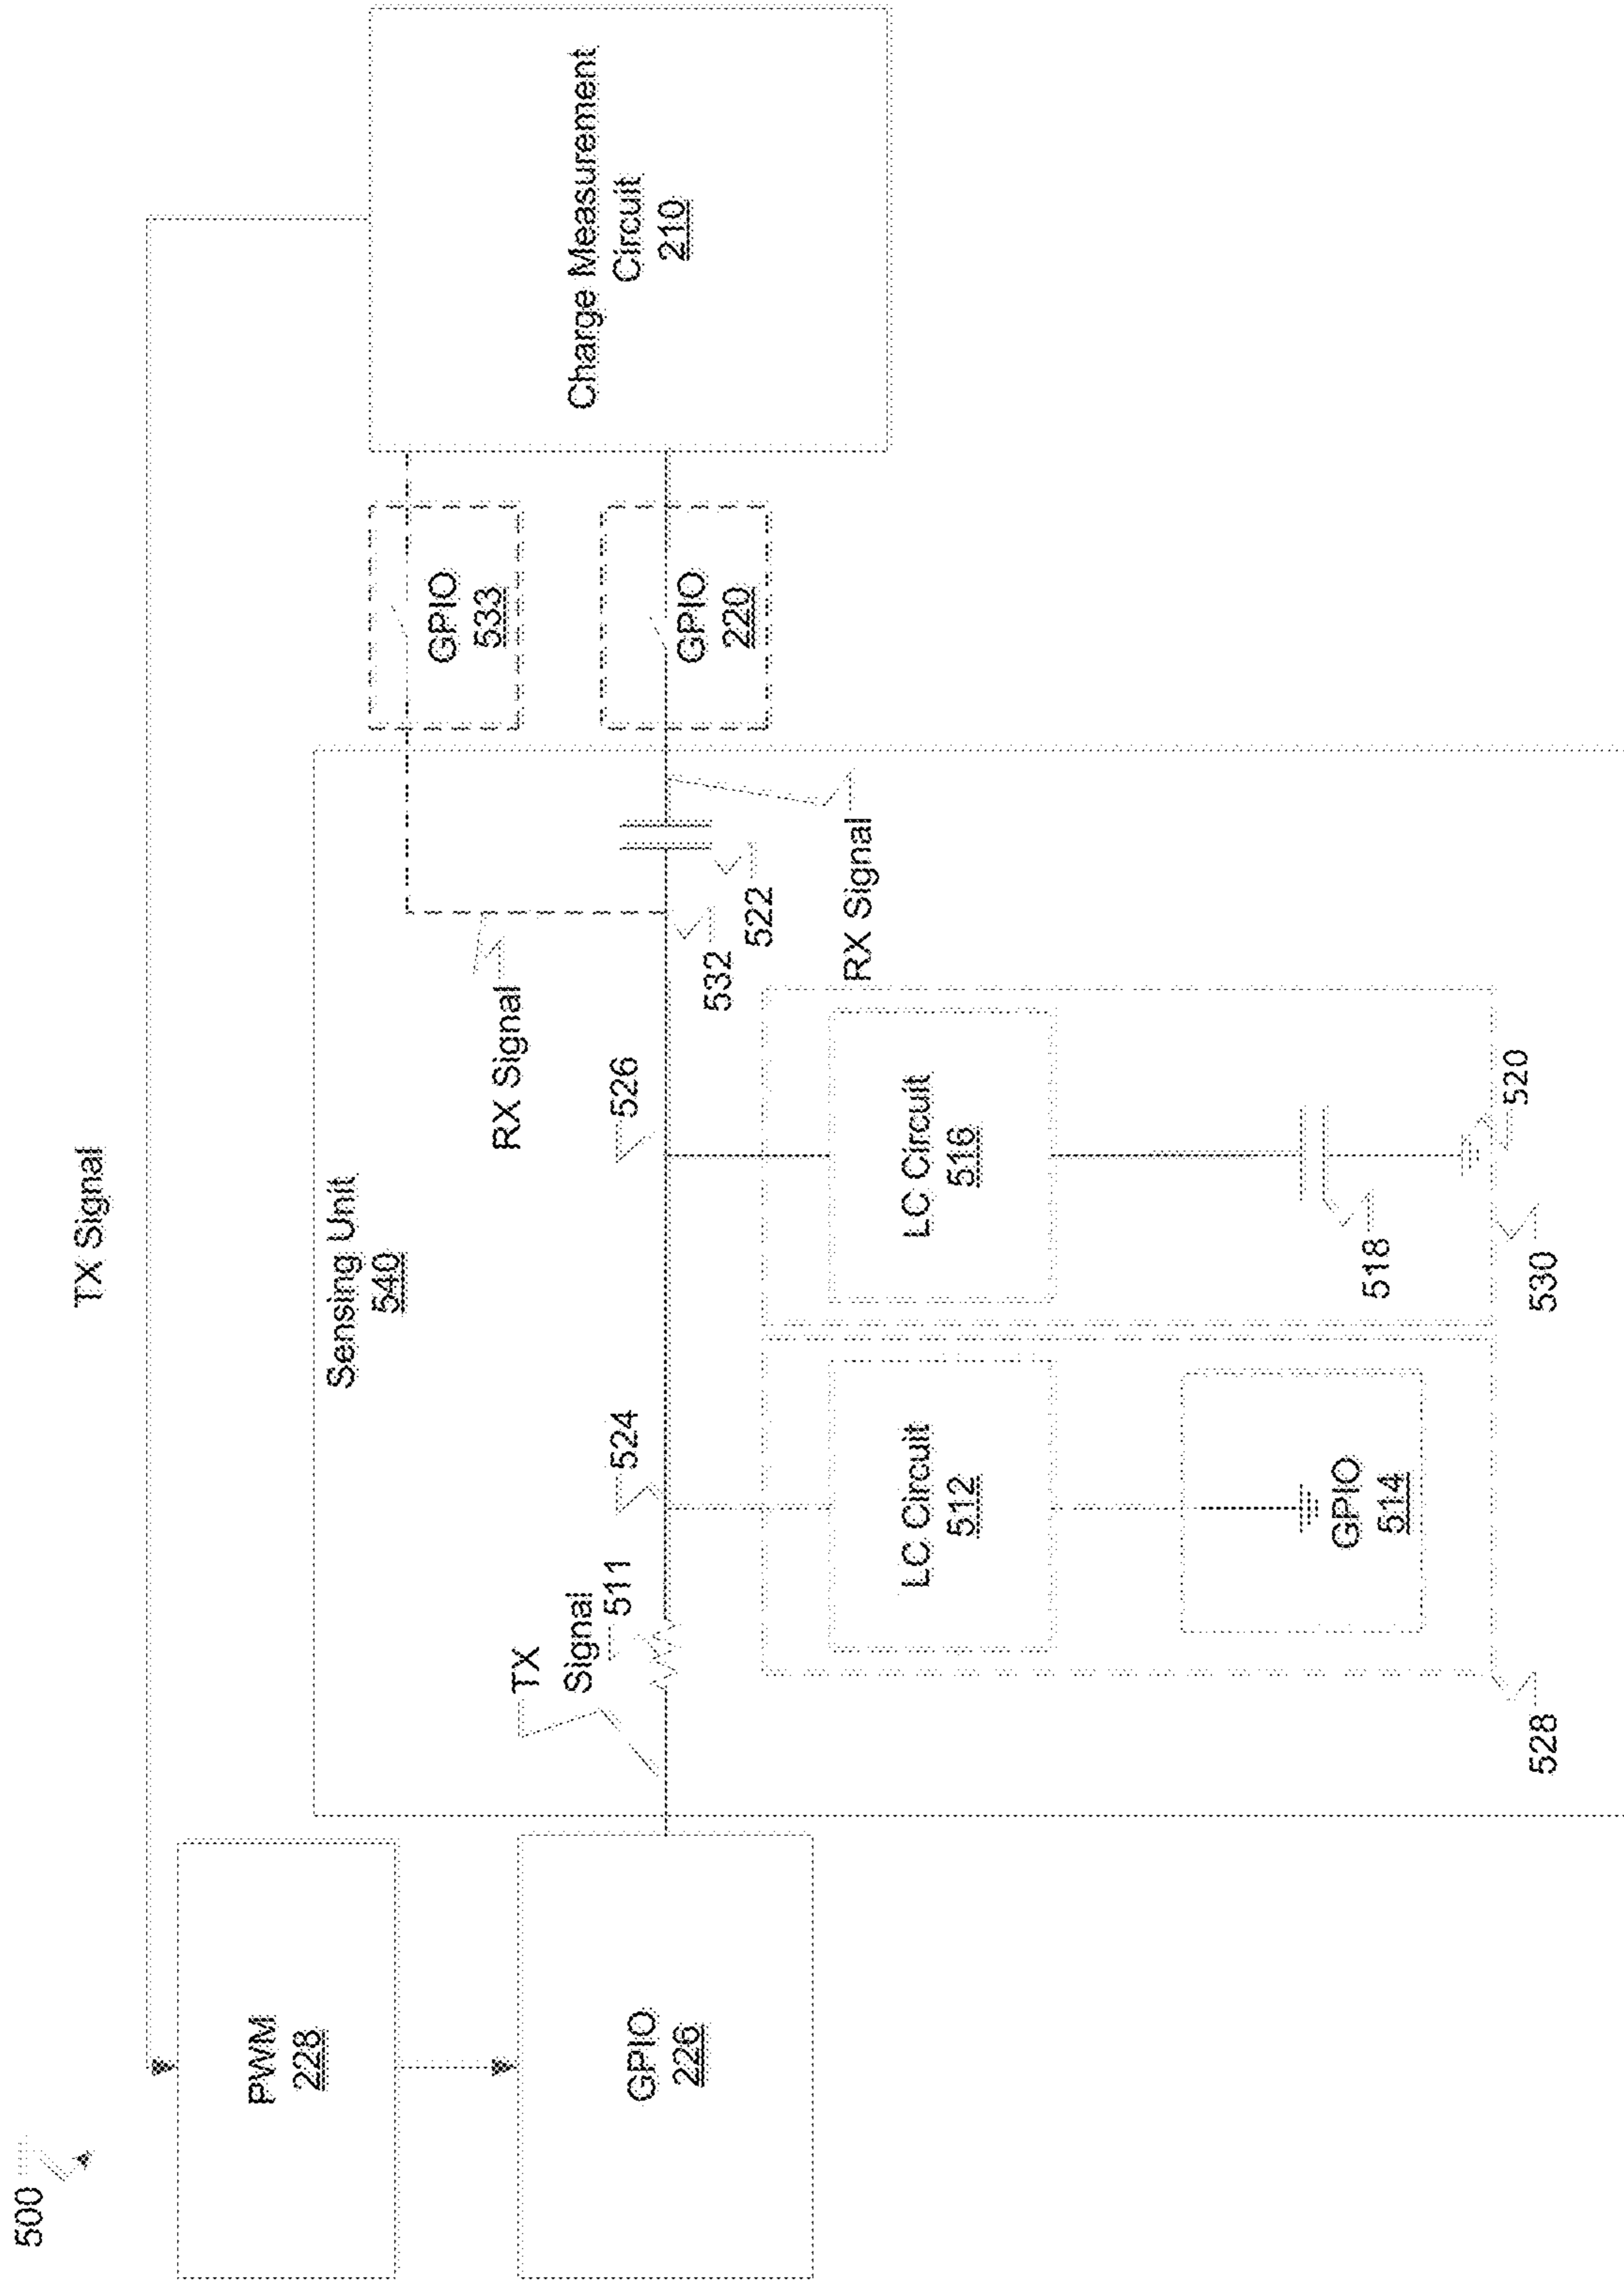 500
TX Signal
PWM
228
GPIO
226
Sensing Unit
540
TX
Signal
511
524
526
RX Signal
532
522
RX Signal
GPIO
533
GPIO
220
Charge Measurement
Circuit
210
LC Circuit
512
GPIO
514
528
LC Circuit
516
518
520
530